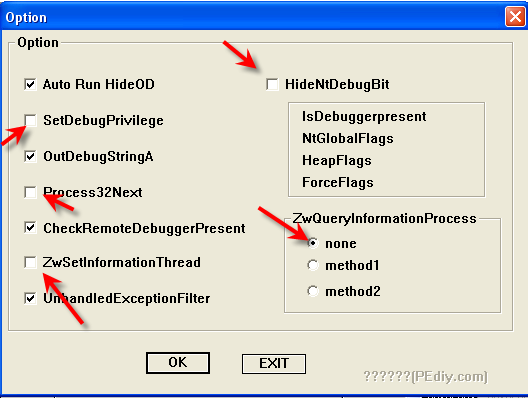 Option
Option
Auto Run HideOD
SetDebugPrivilege
OutDebugStringA
Process32Next
CheckRemoteDebuggerPresent
ZwSetInformationThread
UnhandledExceptionFilter
HideNtDebugBit
IsDebuggerpresent
NtGlobalFlags
HeapFlags
ForceFlags
ZwQueryInformationProcess
none
method1
method2
OK
EXIT
??????(PEdiy.com)